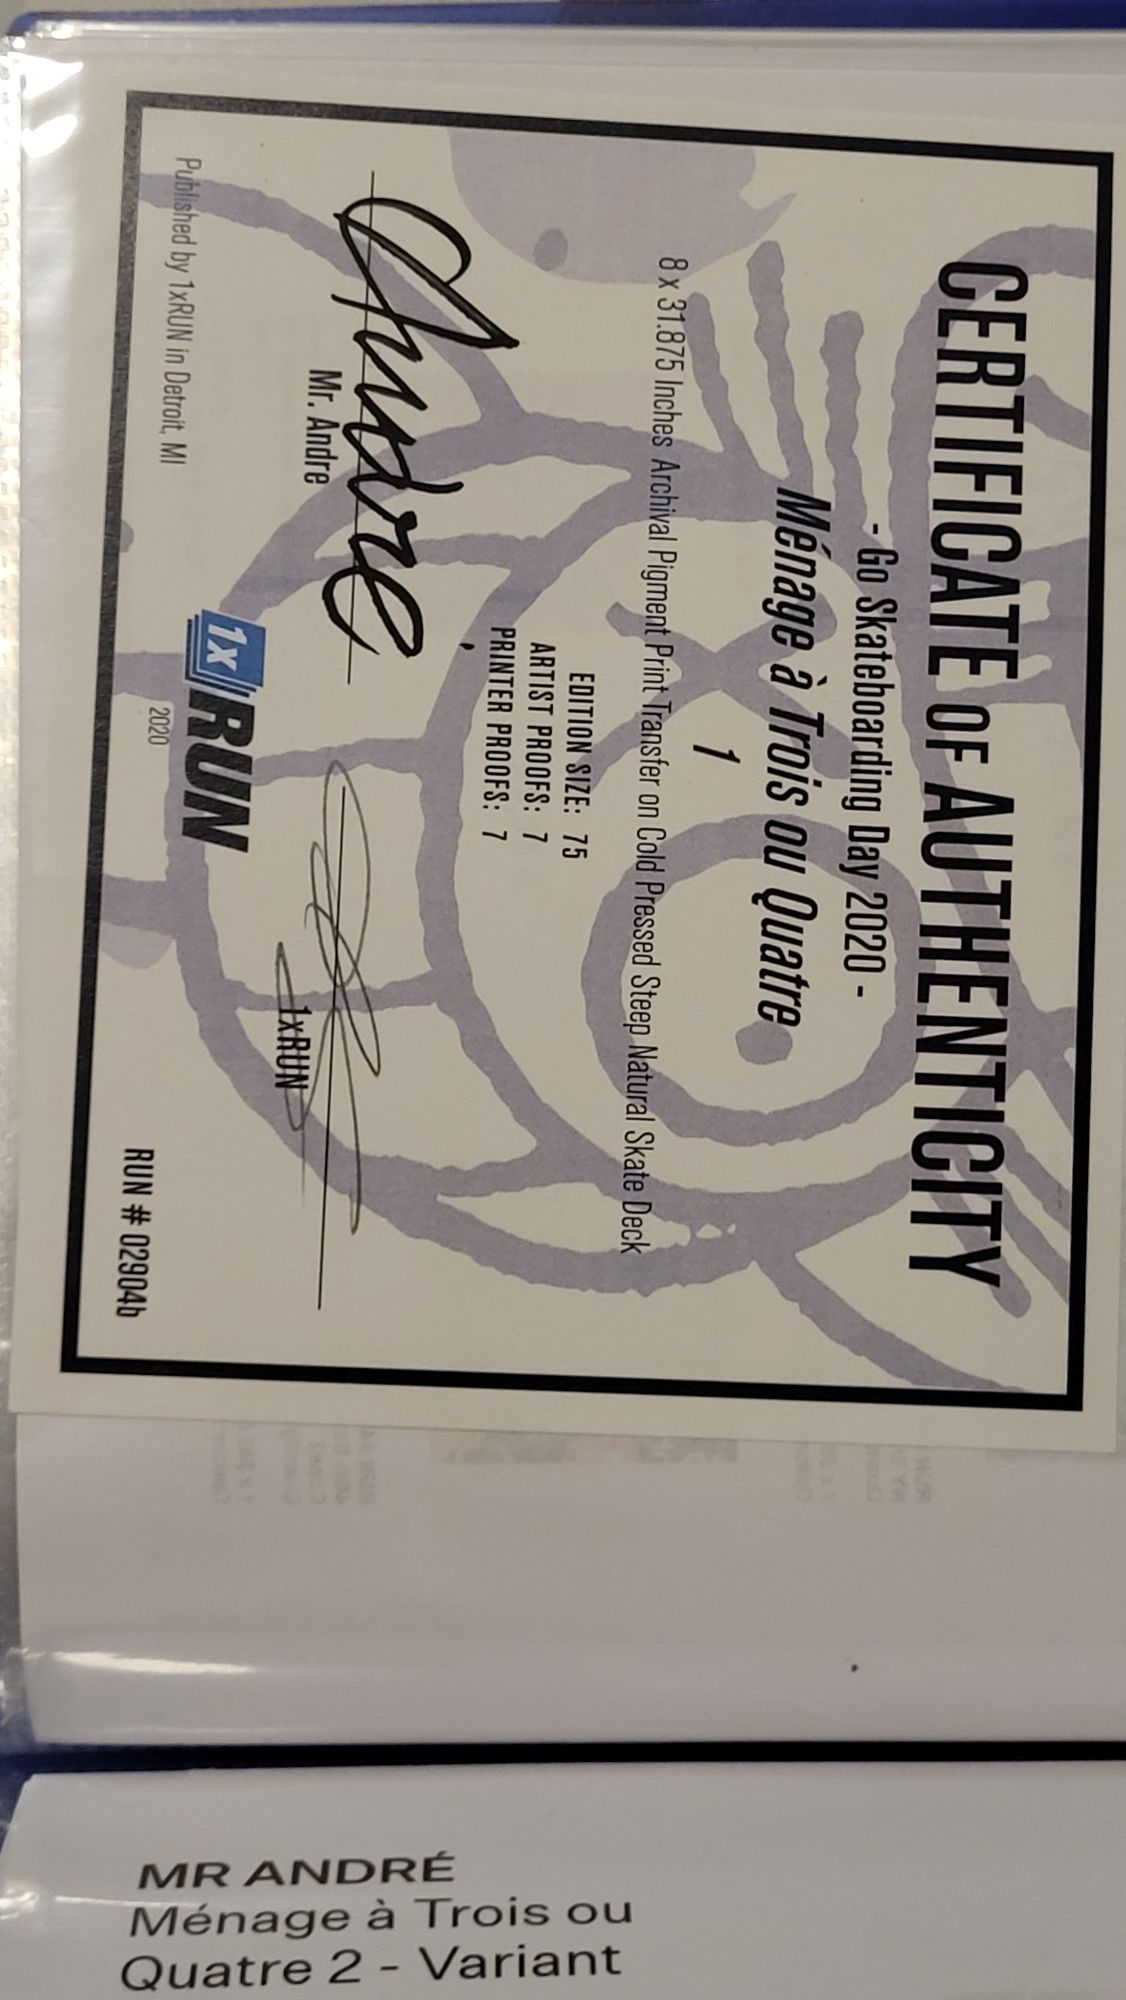 CERTIFICATE OF AUTHENTICITY
- Go Skateboarding Day 2020 -
Ménage à Trois ou Quatre
1
8 x 31.875 Inches Archival Pigment Print Transfer on Cold Pressed Steep Natural Skate Deck
EDITION SIZE: 75
ARTIST PROOFS: 7
PRINTER PROOFS: 7
Andre
Mr. Andre
1xRUN
Published by 1xRUN in Detroit, MI
1x RUN
2020
RUN # 02904b
MR ANDRÉ
Ménage à Trois ou
Quatre 2 - Variant